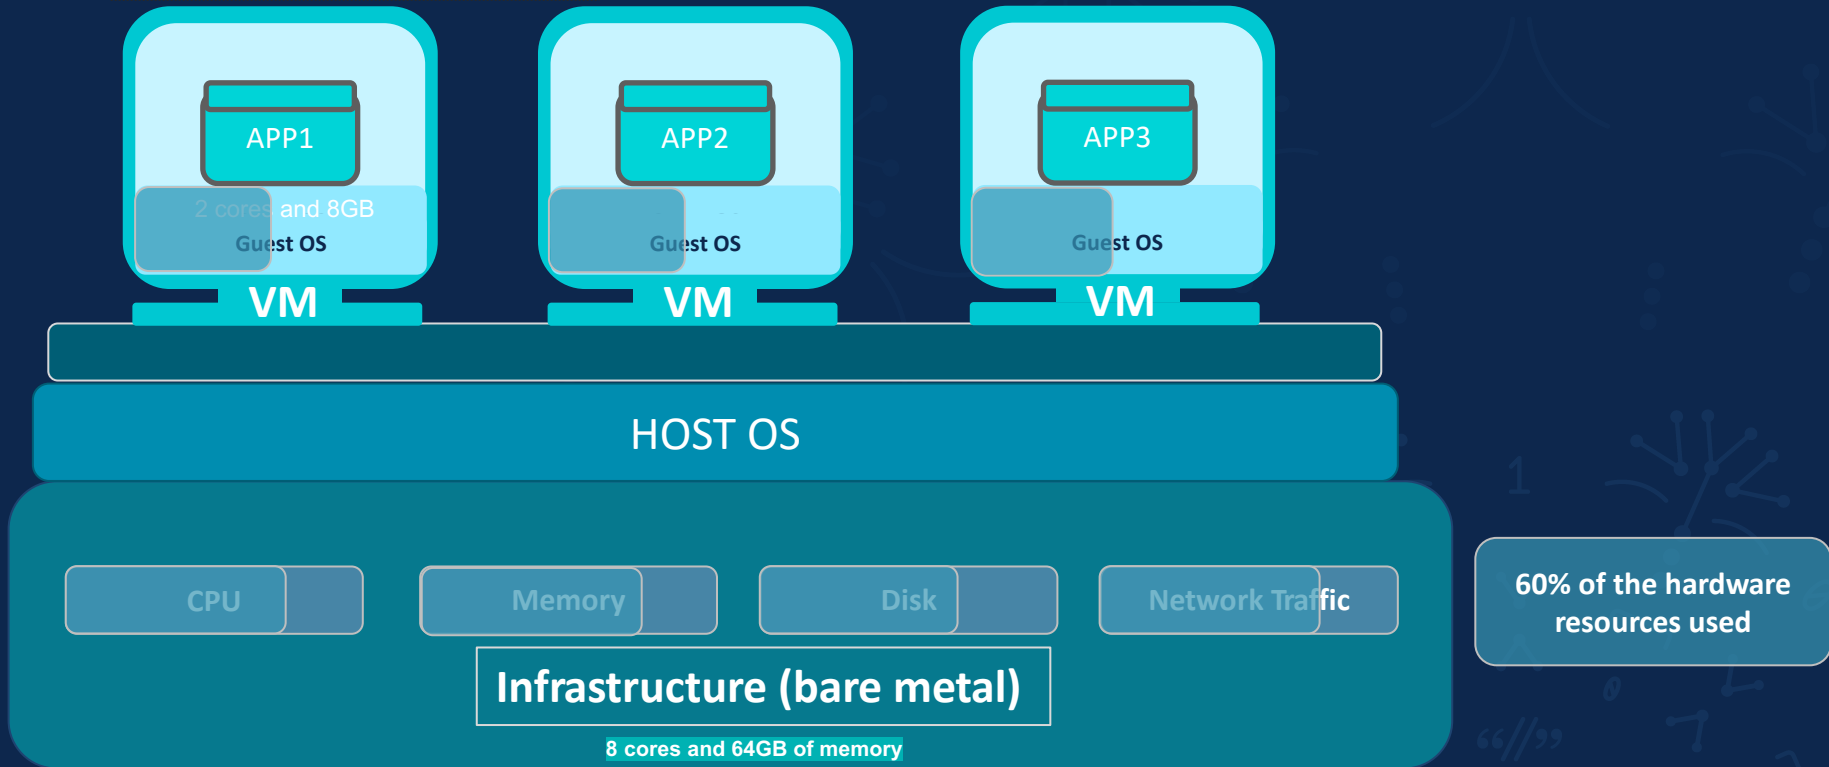 APP1
APP2
APP3
2 cores and 8GB
Guest OS
Guest OS
Guest OS
VM
VM
VM
HOST OS
CPU
Memory
Disk
Network Traffic
60% of the hardware
resources used
Infrastructure (bare metal)
8 cores and 64GB of memory
1